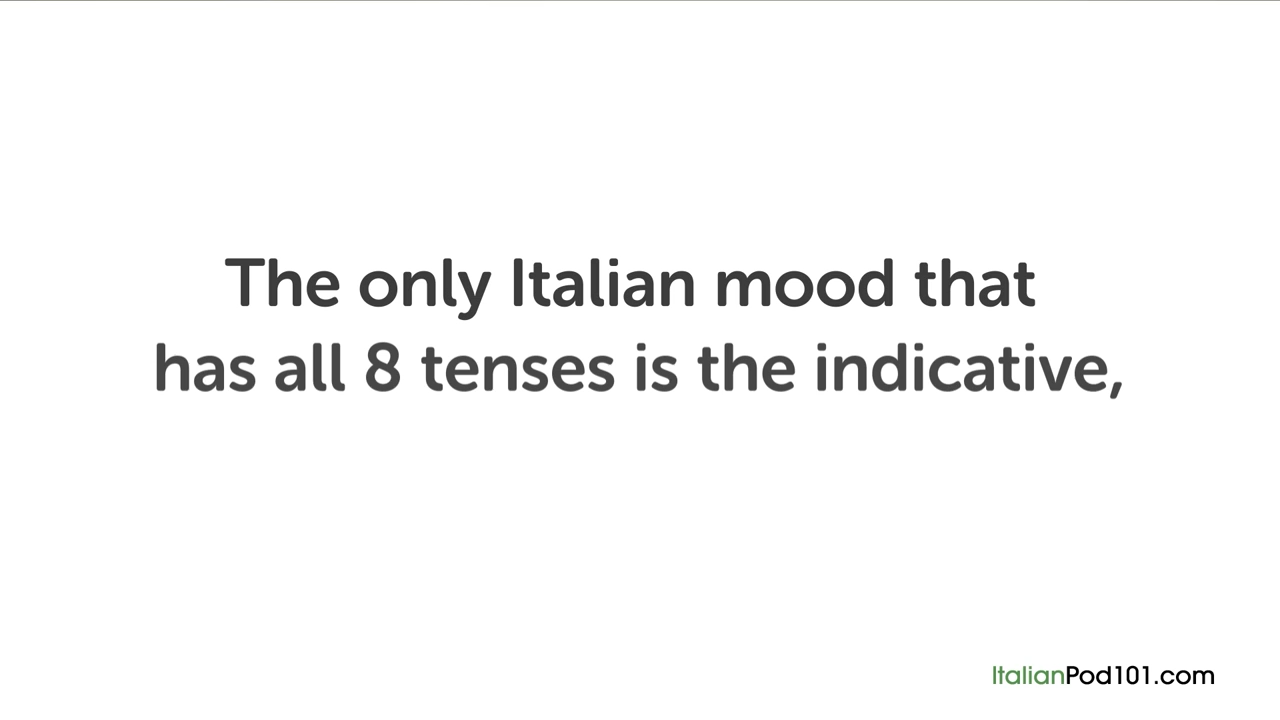 The only Italian mood that
has all 8 tenses is the indicative,
ItalianPod101.com